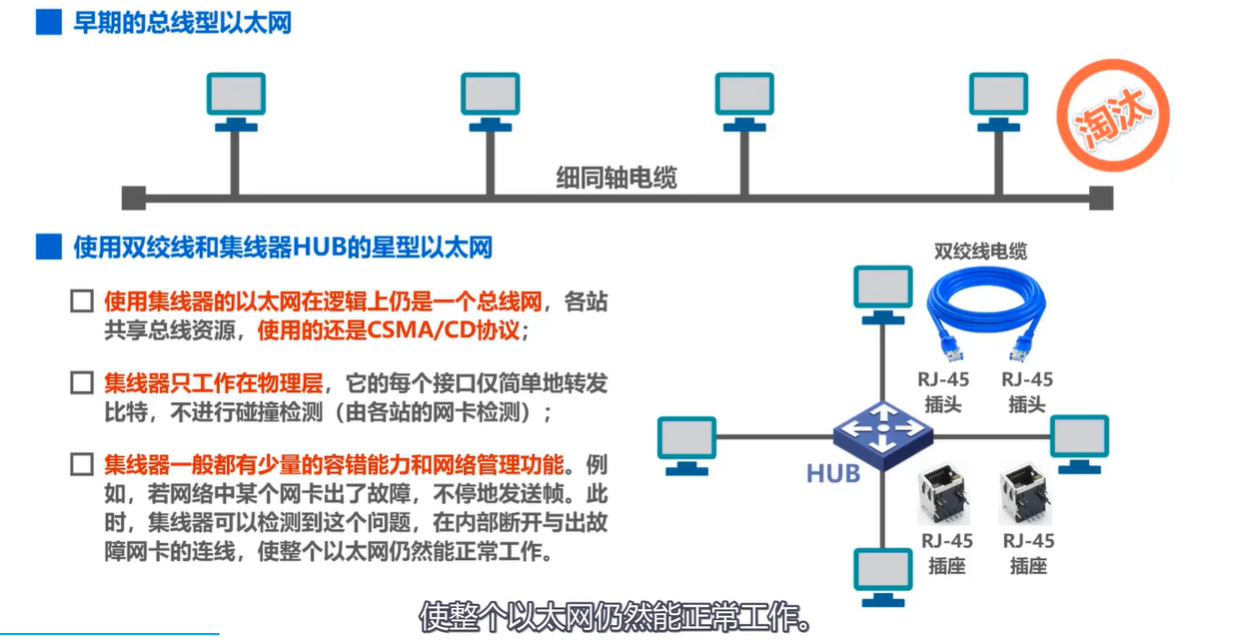 早期的总线型以太网
淘汰
细同轴电缆
使用双绞线和集线器HUB的星型以太网
使用集线器的以太网在逻辑上仍是一个总线网，各站
共享总线资源，使用的还是CSMA/CD协议；
集线器只工作在物理层，它的每个接口仅简单地转发
比特，不进行碰撞检测（由各站的网卡检测）；
集线器一般都有少量的容错能力和网络管理功能。例
如，若网络中某个网卡出了故障，不停地发送帧。此
时，集线器可以检测到这个问题，在内部断开与出故
障网卡的连线，使整个以太网仍然能正常工作。
双绞线电缆
RJ-45
插头
RJ-45
插头
HUB
RJ-45
插座
RJ-45
插座
使整个以太网仍然能正常工作。